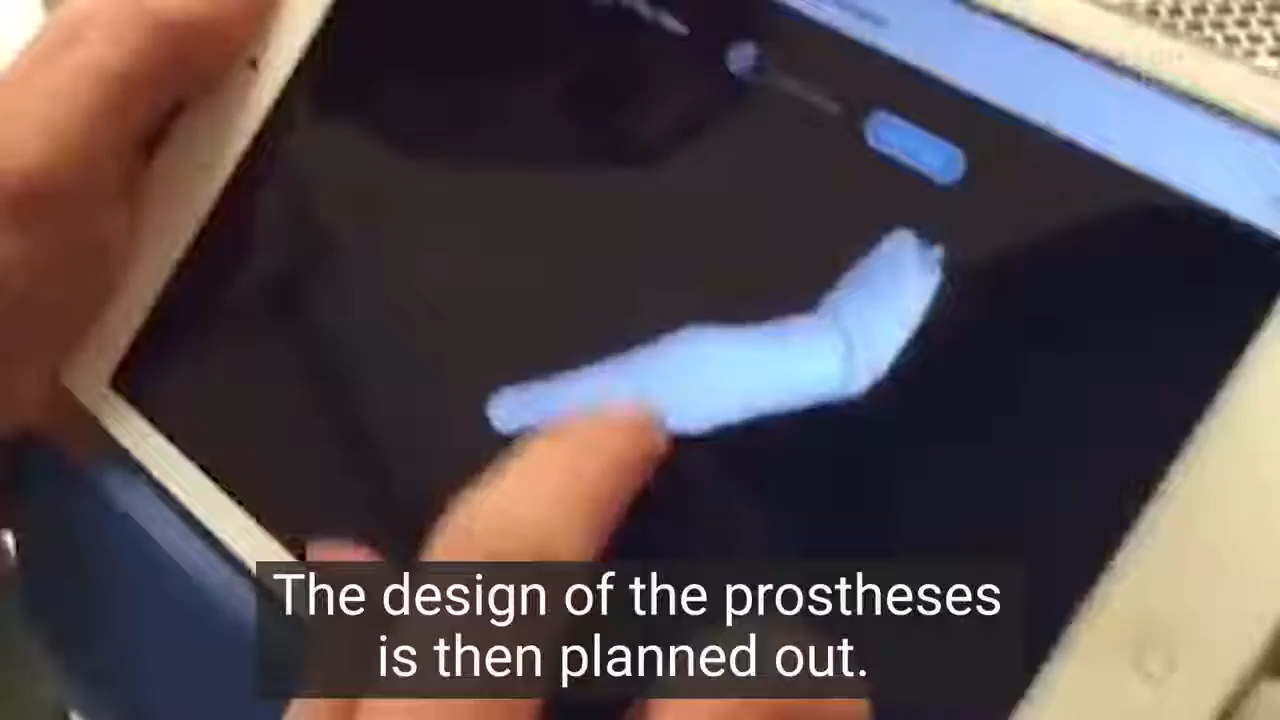 The design of the prostheses
is then planned out.